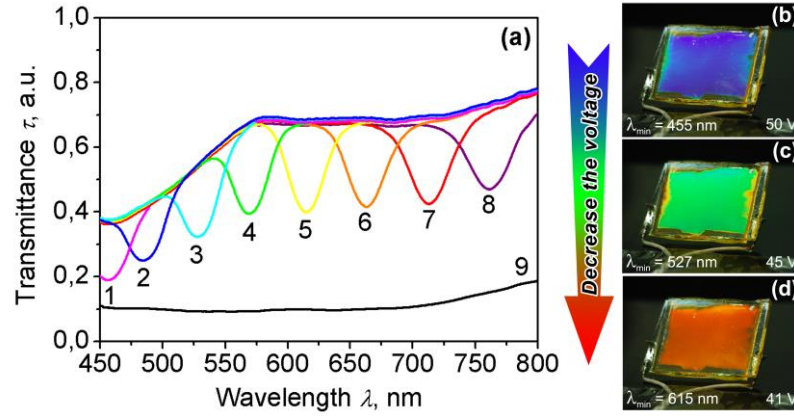 (a)
1,0
0,8
0,6
0,4
0,2
0,0
Transmittance τ, a.u.
450 500 550 600 650 700 750 800
Wavelength λ, nm
1
2
3
4
5
6
7
8
9
Decrease the voltage
(b)
λmin = 455 nm 50 V
(c)
λmin = 527 nm 45 V
(d)
λmin = 615 nm 41 V